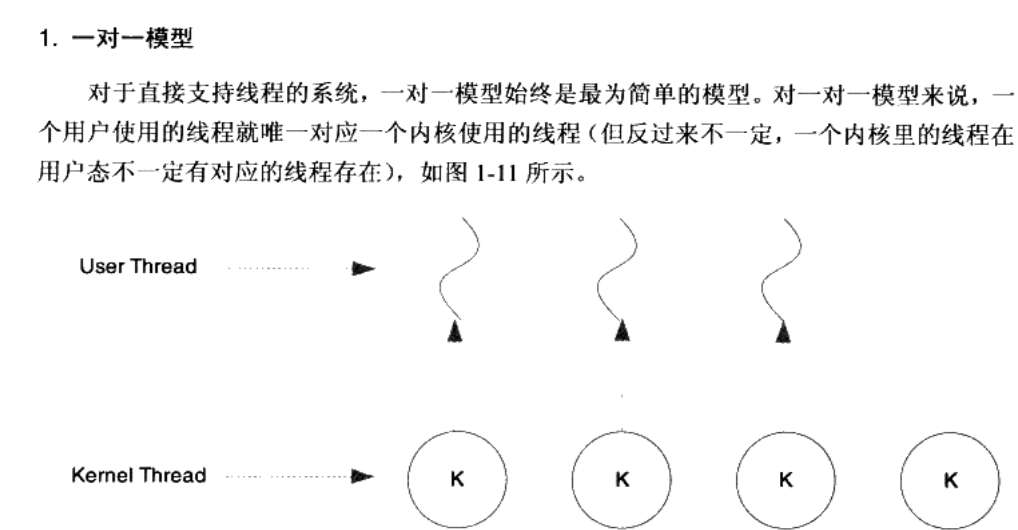 1. 一对一模型
对于直接支持线程的系统，一对一模型始终是最为简单的模型。对一对一模型来说，一
个用户使用的线程就唯一对应一个内核使用的线程（但反过来不一定，一个内核里的线程在
用户态不一定有对应的线程存在），如图 1-11 所示。
User Thread
Kernel Thread
K
K
K
K